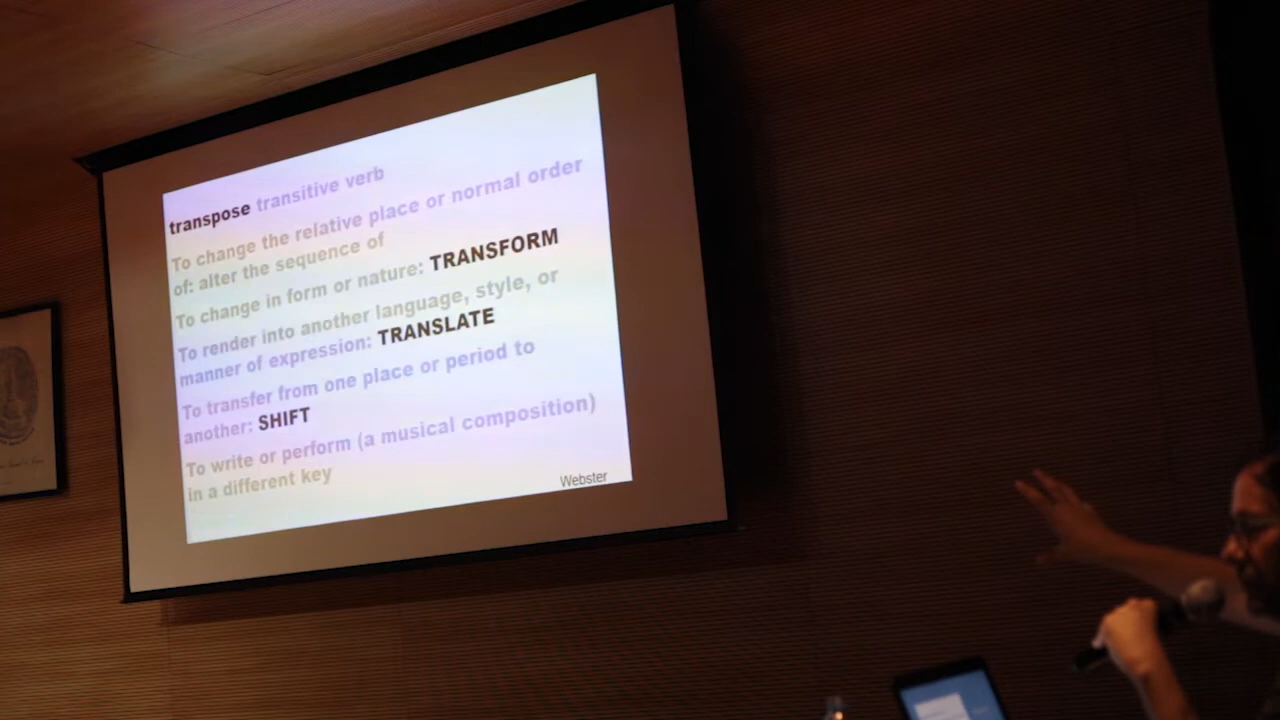 transpose transitive verb
To change the relative place or normal order
of: alter the sequence of
To change in form or nature: TRANSFORM
To render into another language, style, or
manner of expression: TRANSLATE
To transfer from one place or period to
another: SHIFT
To write or perform (a musical composition)
in a different key
Webster